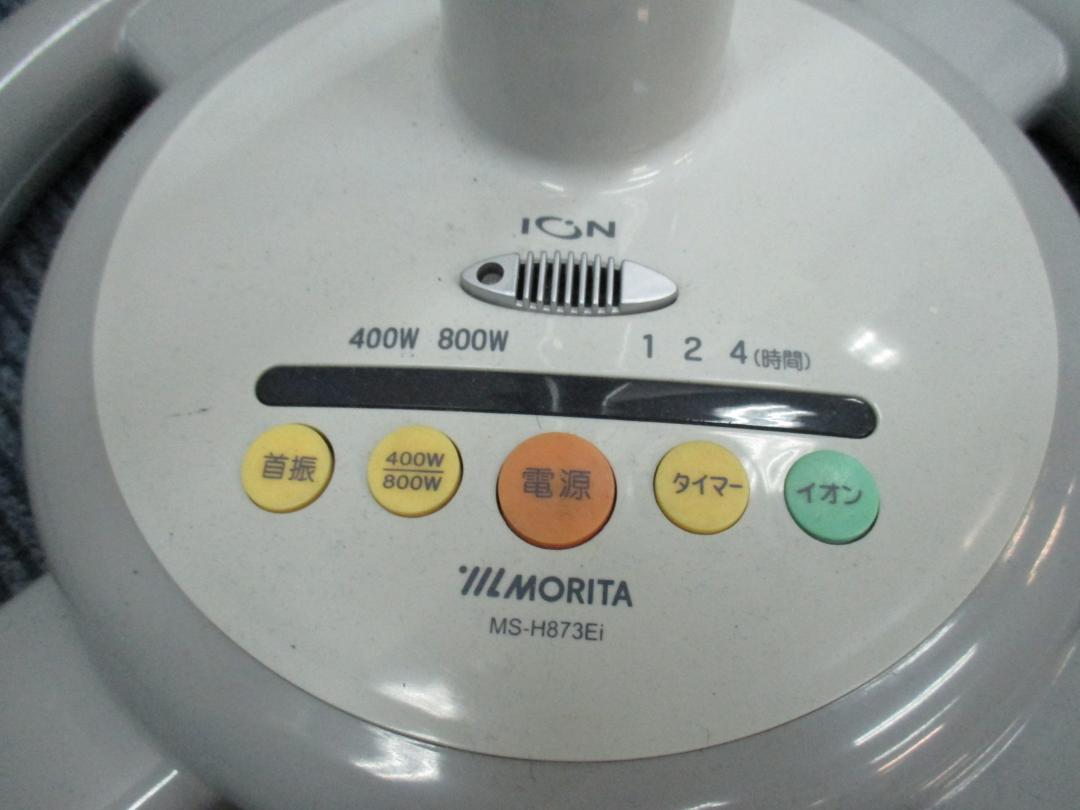 ION
400W 800W 1 2 4(時間)
首振 400W 電源 タイマー イオン
800W
MORITA
MS-H873Ei